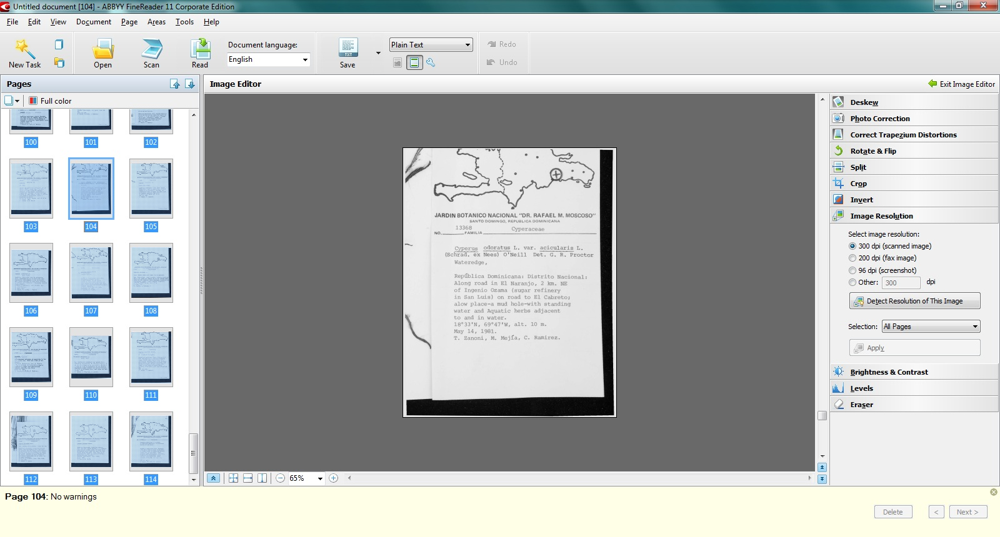 Untitled document [104] - ABBYY FineReader 11 Corporate Edition
File Edit View Document Page Areas Tools Help
New Task
Open
Scan
Read
Document language:
English
TXT
Save
Plain Text
Redo
Undo
Pages
Full color
100 101 102
103 104 105
106 107 108
109 110 111
112 113 114
Image Editor
Exit Image Editor
JARDIN BOTANICO NACIONAL "DR. RAFAEL M. MOSCOSO"
SANTO DOMINGO, REPUBLICA DOMINICANA
NO. 13368 FAMILIA Cyperaceae
Cyperus odoratus L. var. acicularis L.
(Schrad. ex Nees) O'Neill Det. G. R. Proctor
Wateredge,
República Dominicana: Distrito Nacional:
Along road in El Naranjo, 2 km. NE
of Ingenio Ozama (sugar refinery
in San Luis) on road to El Cabreto;
alow place-a mud hole-with standing
water and Aquatic herbs adjacent
to and in water.
18°33'N, 69°47'W, alt. 10 m.
May 14, 1981.
T. Zanoni, M. Mejía, C. Ramirez.
65%
Deskew
Photo Correction
Correct Trapezium Distortions
Rotate & Flip
Split
Crop
Invert
Image Resolution
Select image resolution:
300 dpi (scanned image)
200 dpi (fax image)
96 dpi (screenshot)
Other: 300 dpi
Detect Resolution of This Image
Selection: All Pages
Apply
Brightness & Contrast
Levels
Eraser
Page 104: No warnings
Delete < Next >